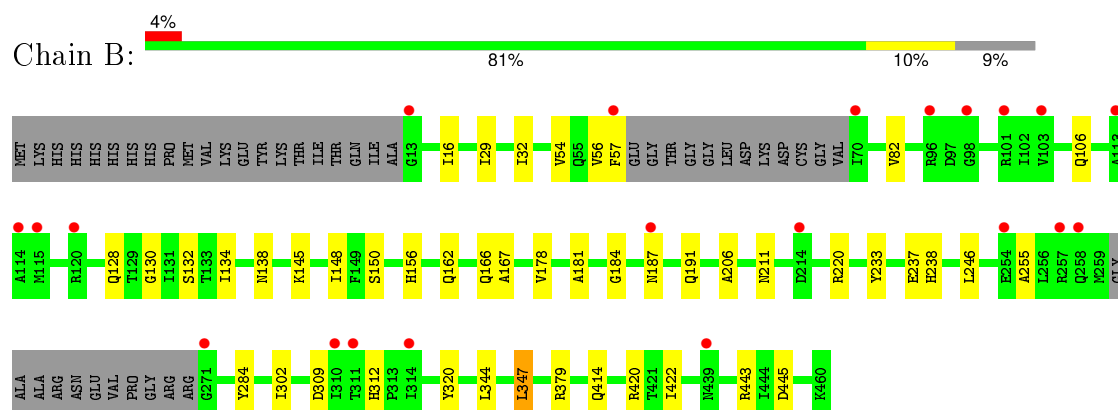 4%
Chain B:
81% 10% 9%
MET LYS HIS HIS HIS HIS HIS HIS PRO MET VAL LYS GLU TYR LYS THR ILE THR GLN ILE ALA G13 I16 I29 I32 V54 Q55 V56 F57 GLU GLY THR GLY GLY LEU ASP LYS ASP CYS GLY VAL I70 V82 R96 D97 G98 R101 I102 V103 Q106 A113
A114 M115 R120 Q128 T129 G130 I131 S132 T133 I134 N138 K145 I148 F149 S150 H156 Q162 Q166 A167 V178 A181 G184 N187 Q191 A206 N211 D214 R220 Y233 E237 H238 L246 E254 A255 L256 R257 Q258 M259 GLY
ALA ALA ARG ASN GLU VAL PRO GLY ARG ARG G271 Y284 I302 D309 I310 T311 H312 P313 I314 Y320 L344 L347 R379 Q414 R420 T421 I422 N439 R443 I444 D445 K460